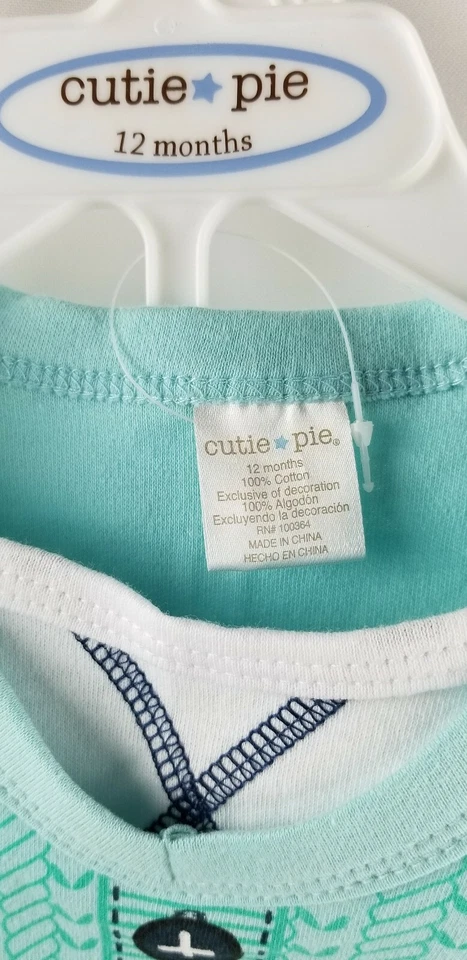 cutie pie
12 months
cutie pie®
12 months
100% Cotton
Exclusive of decoration
100% Algodón
Excluyendo la decoración
RN# 100364
MADE IN CHINA
HECHO EN CHINA